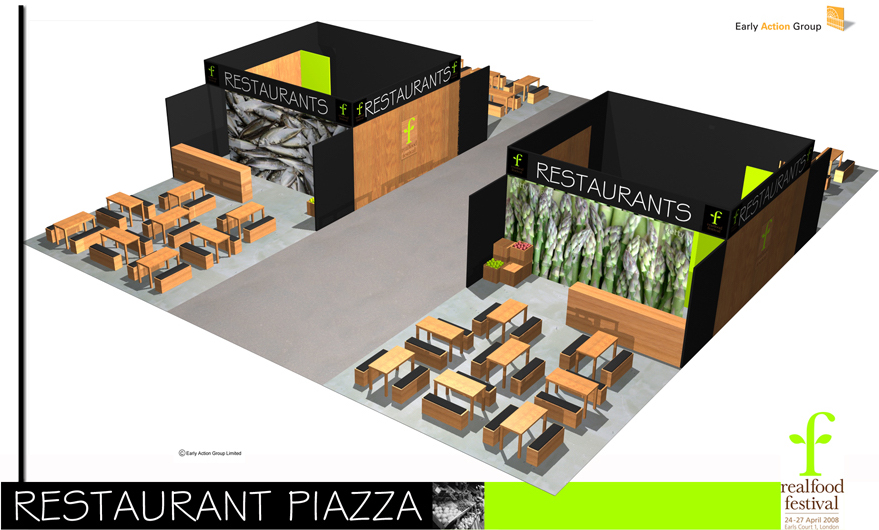 Early Action Group
RESTAURANTS
RESTAURANTS
RESTAURANTS
RESTAURANTS
©Early Action Group Limited
RESTAURANT PIAZZA
realfood
festival
24-27 April 2008
Earls Court 1, London